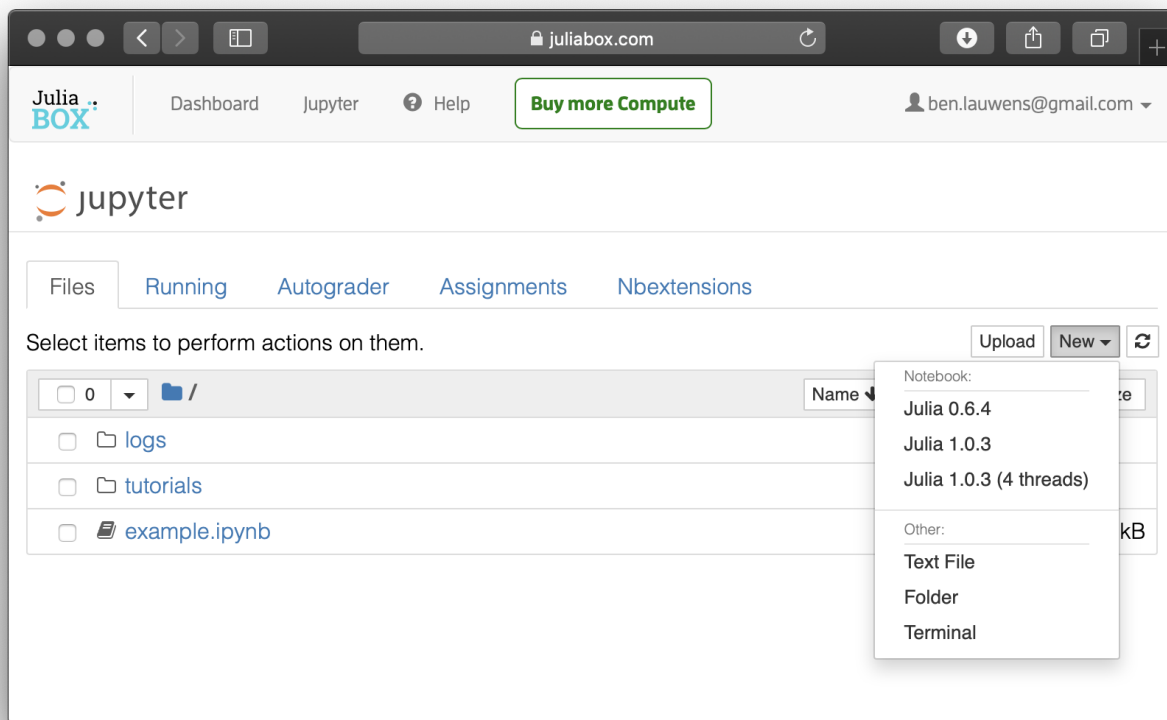 juliabox.com
Julia
BOX
Dashboard Jupyter Help Buy more Compute ben.lauwens@gmail.com
jupyter
Files Running Autograder Assignments Nbextensions
Select items to perform actions on them. Upload New
0 / Name
Notebook:
Julia 0.6.4
logs
Julia 1.0.3
tutorials
Julia 1.0.3 (4 threads)
example.ipynb kB
Other:
Text File
Folder
Terminal